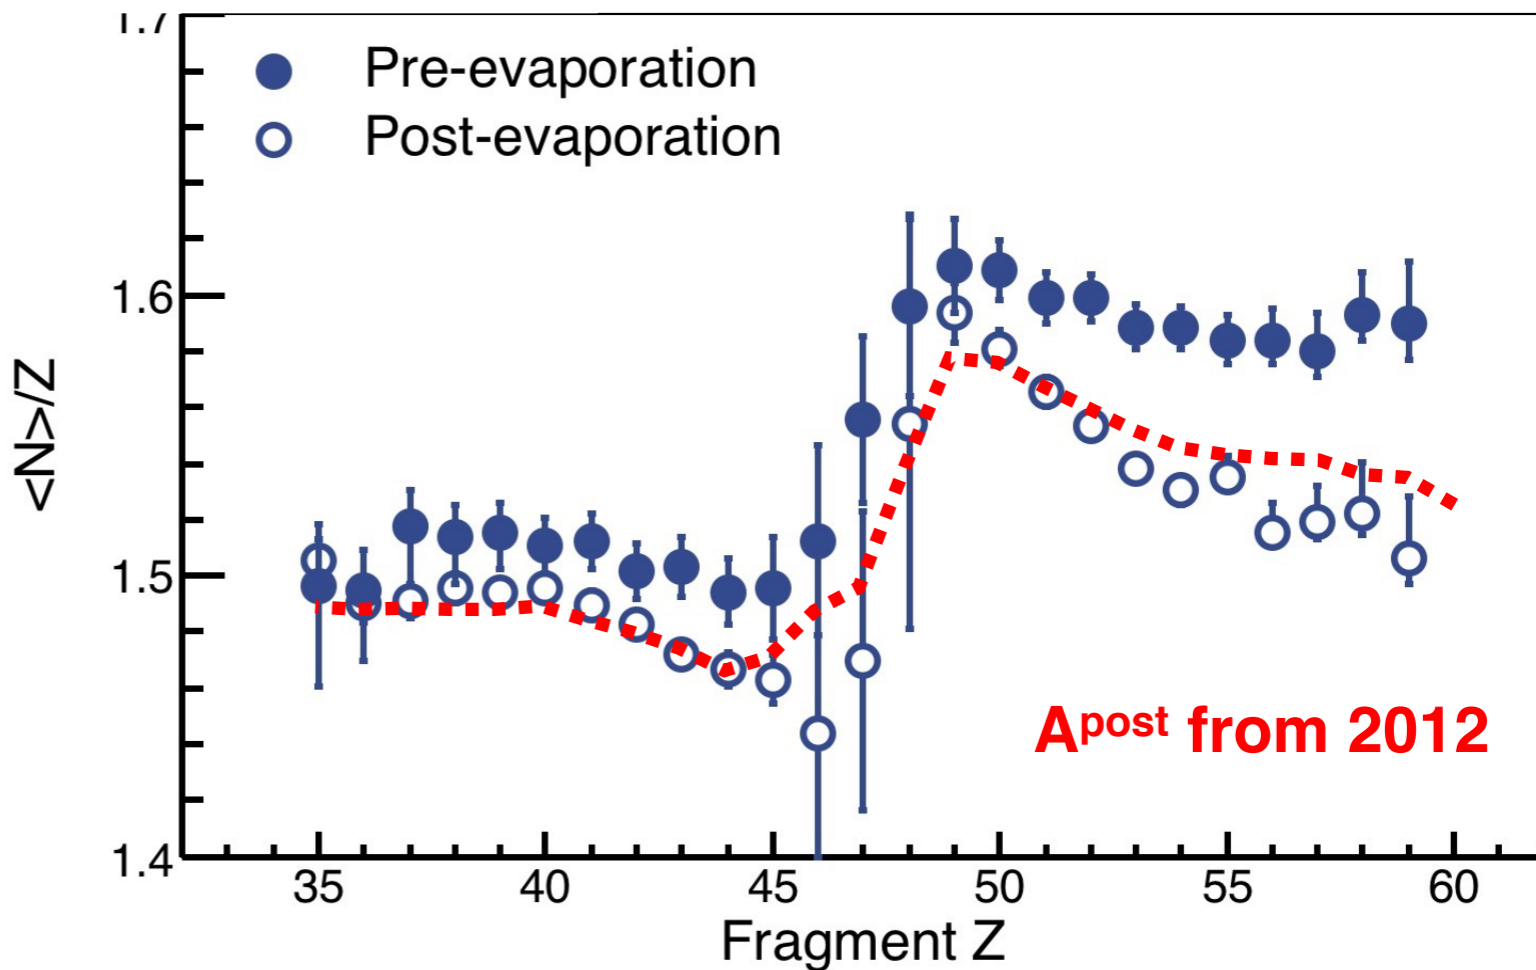 1.7
Pre-evaporation
Post-evaporation
1.6
<N>/Z
1.5
A^post from 2012
1.4
35 40 45 50 55 60
Fragment Z